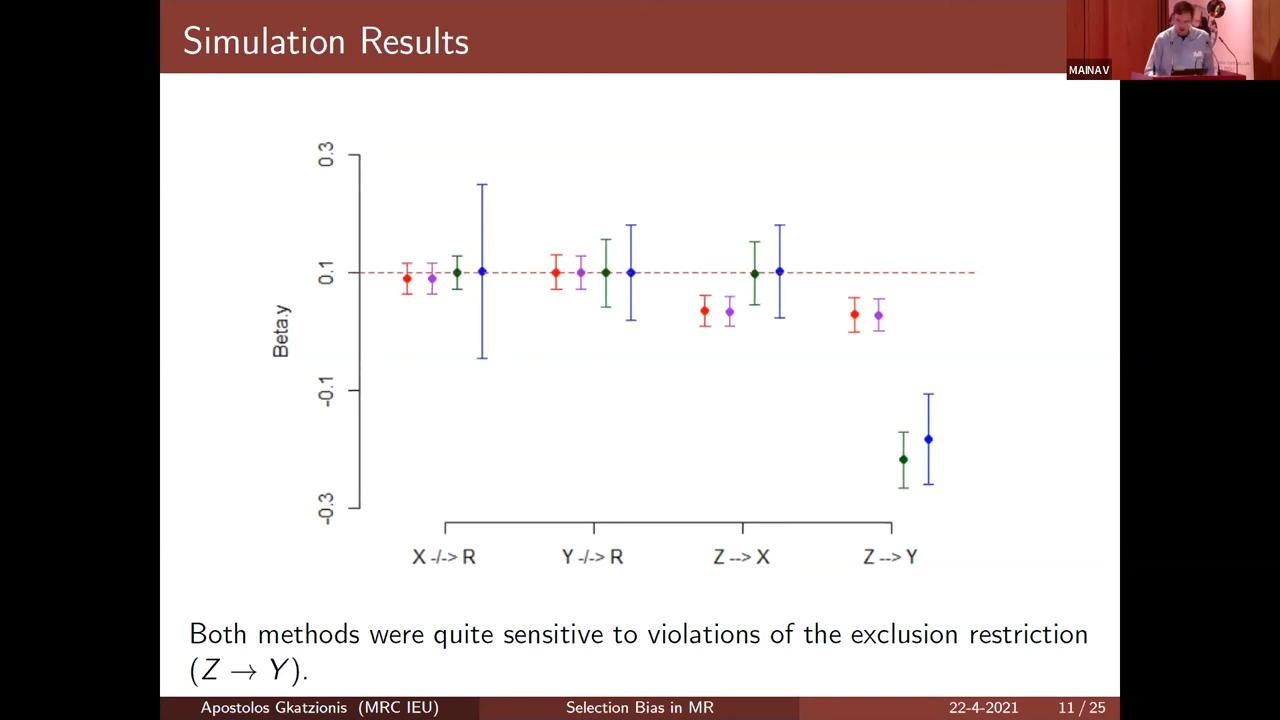 Simulation Results
MAINAV
0.3
0.1
-0.1
-0.3
Beta.y
X -/-> R
Y -/-> R
Z --> X
Z --> Y
Both methods were quite sensitive to violations of the exclusion restriction
(Z → Y).
Apostolos Gkatzionis (MRC IEU)
Selection Bias in MR
22-4-2021
11 / 25